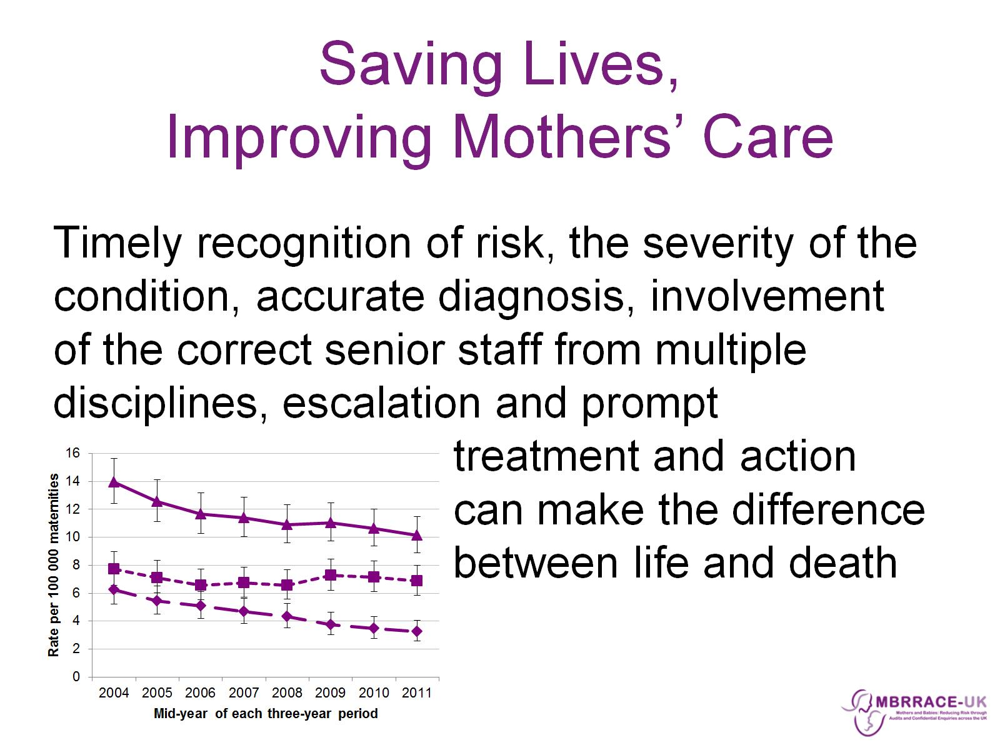 Saving Lives,
Improving Mothers’ Care
Timely recognition of risk, the severity of the
condition, accurate diagnosis, involvement
of the correct senior staff from multiple
disciplines, escalation and prompt
treatment and action
can make the difference
between life and death
Rate per 100 000 maternities
16
14
12
10
8
6
4
2
0
2004 2005 2006 2007 2008 2009 2010 2011
Mid-year of each three-year period
MBRRACE-UK
Mothers and Babies: Reducing Risk through
Audits and Confidential Enquiries across the UK